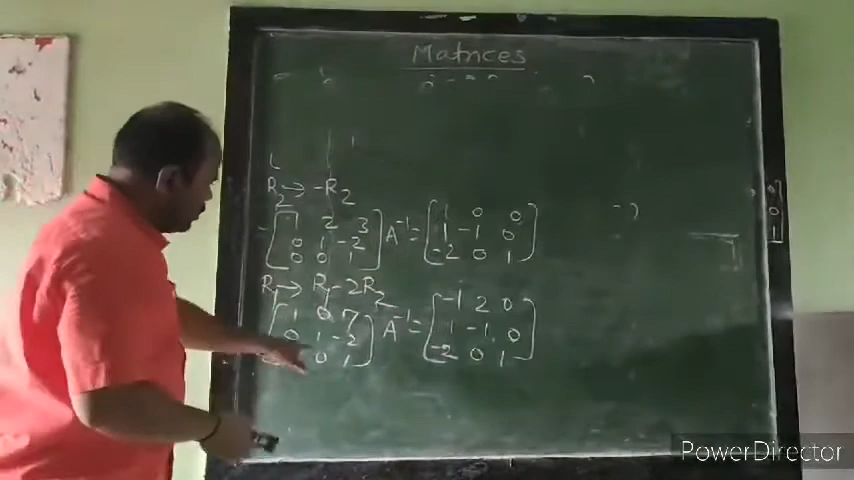 Matrices
R2 → -R2
[1 2 3 A^-1 = [1 0 0
0 1 -2 1 -1 0
0 0 1] -2 0 1]
R1 → R1 - 2R2
[1 0 7 A^-1 = [-1 2 0
0 1 -2 1 -1 0
0 1] -2 0 1]
0
1
PowerDirector